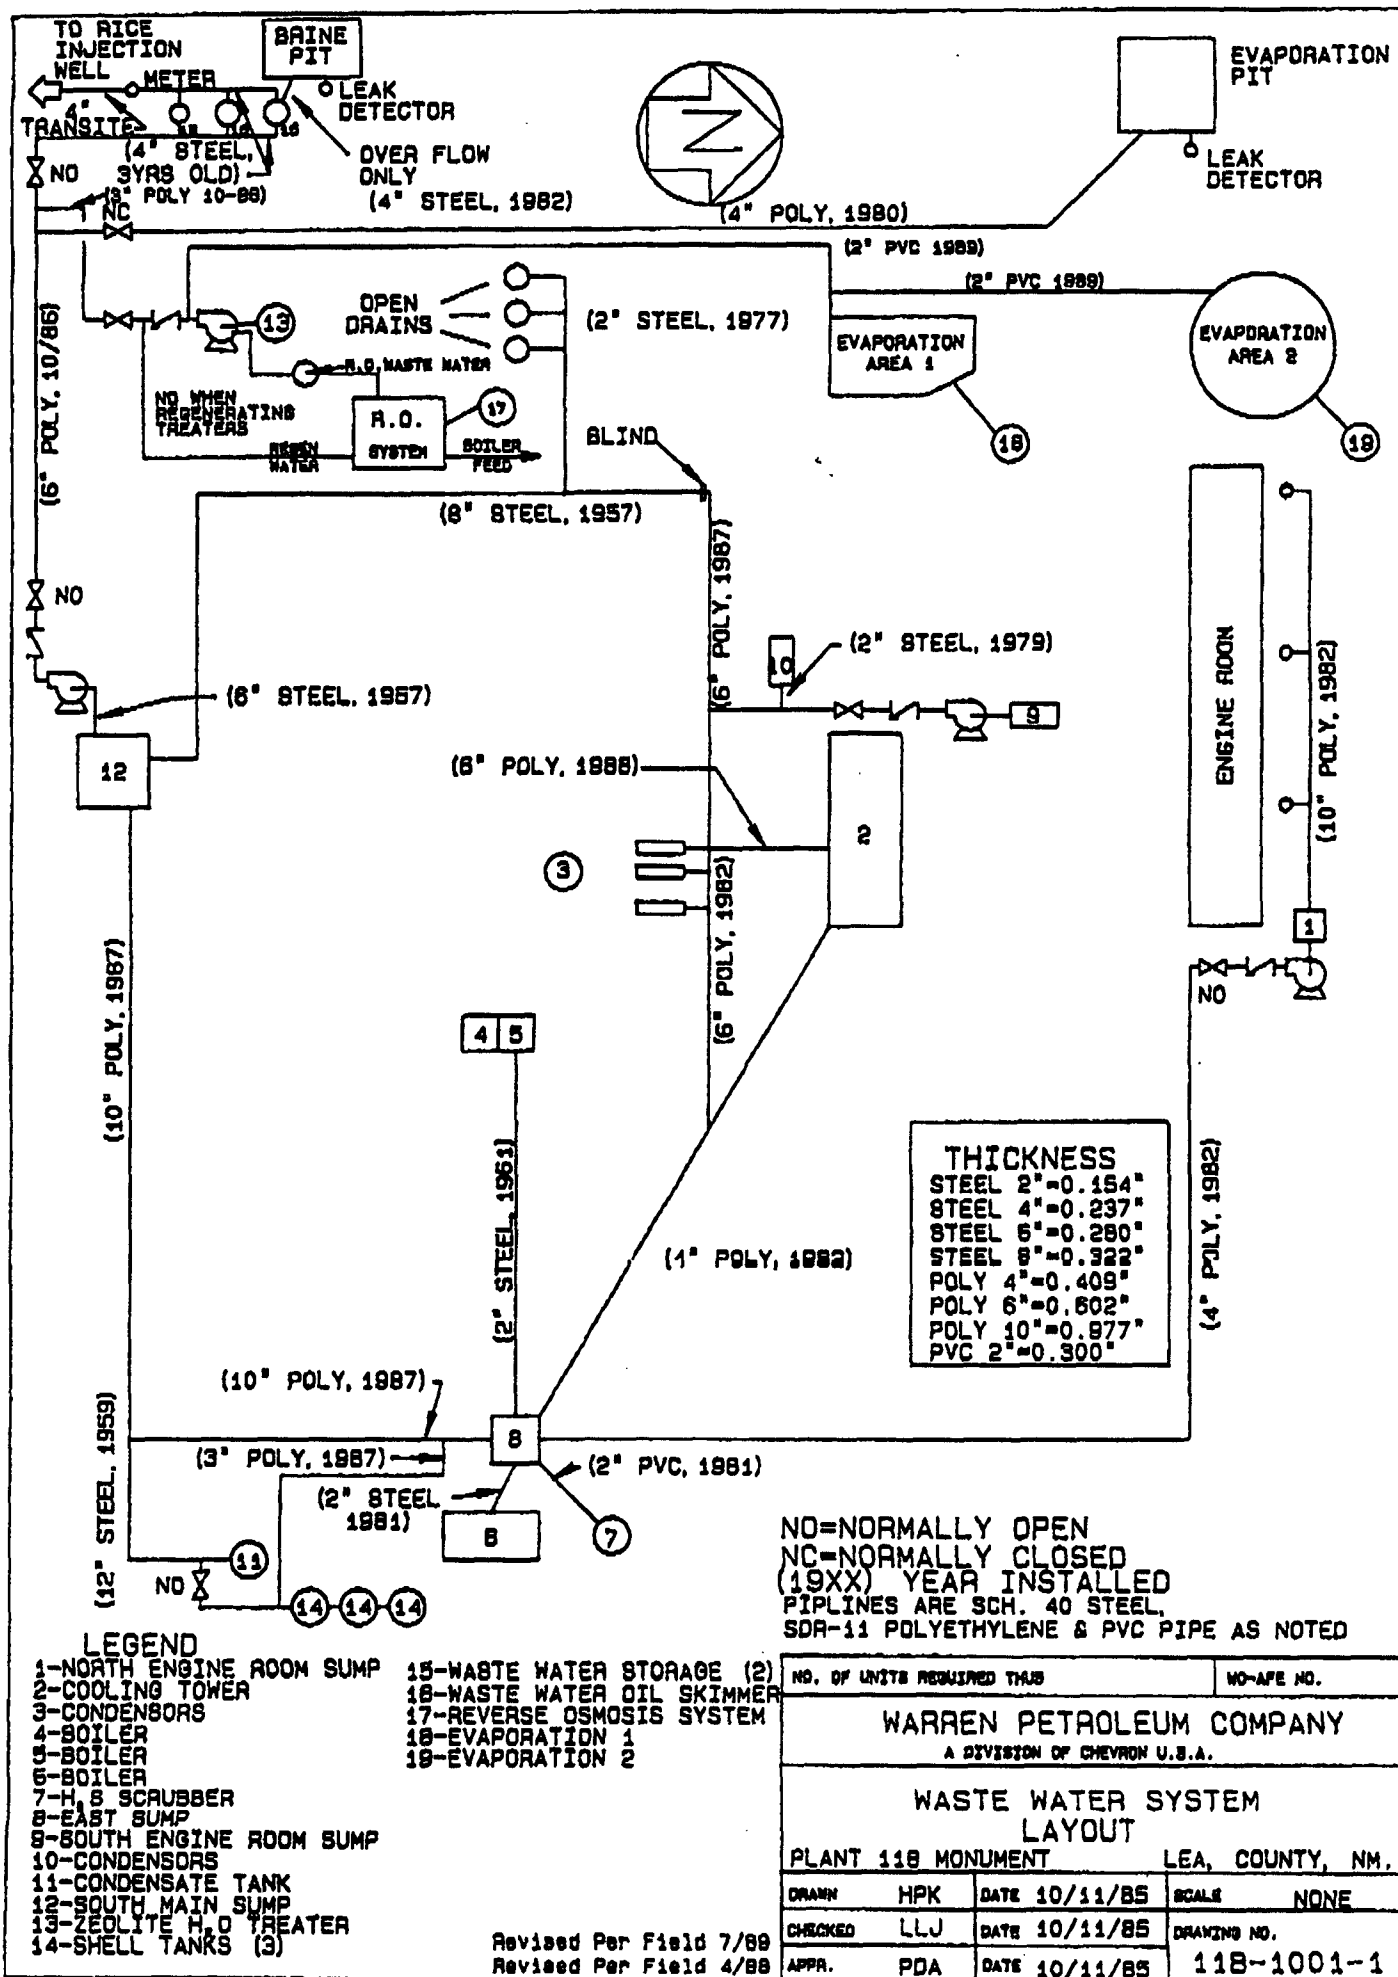 TO RICE
INJECTION
WELL
METER
BRINE
PIT
LEAK
DETECTOR
4"
TRANSITE
(4" STEEL,
3YRS OLD)
(3" POLY 10-86)
NO
NC
OVER FLOW
ONLY
(4" STEEL, 1982)
15
N
(4" POLY, 1980)
EVAPORATION
PIT
LEAK
DETECTOR
(2" PVC 1989)
(2" PVC 1989)
(6" POLY, 10/86)
13
OPEN
DRAINS
(2" STEEL, 1977)
EVAPORATION
AREA 1
EVAPORATION
AREA 2
R.O. WASTE WATER
NO WHEN
REGENERATING
TREATERS
R.O.
SYSTEM
17
REGEN
WATER
BOILER
FEED
BLIND
18
19
(8" STEEL, 1957)
(6" POLY, 1987)
NO
10
(2" STEEL, 1979)
9
ENGINE ROOM
(10" POLY, 1982)
(6" STEEL, 1957)
12
(6" POLY, 1988)
2
3
(6" POLY, 1982)
1
NO
(10" POLY, 1987)
4
5
(2" STEEL, 1961)
THICKNESS
STEEL 2"=0.154"
STEEL 4"=0.237"
STEEL 6"=0.280"
STEEL 8"=0.322"
POLY 4"=0.409"
POLY 6"=0.602"
POLY 10"=0.977"
PVC 2"=0.300"
(4" POLY, 1982)
(1" POLY, 1982)
(10" POLY, 1987)
8
(3" POLY, 1987)
(2" PVC, 1981)
(2" STEEL
1981)
6
7
(12" STEEL, 1959)
11
NO
14
14
14
NO=NORMALLY OPEN
NC=NORMALLY CLOSED
(19XX) YEAR INSTALLED
PIPLINES ARE SCH. 40 STEEL,
SDR-11 POLYETHYLENE & PVC PIPE AS NOTED
LEGEND
1-NORTH ENGINE ROOM SUMP
2-COOLING TOWER
3-CONDENSORS
4-BOILER
5-BOILER
6-BOILER
7-H₂S SCRUBBER
8-EAST SUMP
9-SOUTH ENGINE ROOM SUMP
10-CONDENSORS
11-CONDENSATE TANK
12-SOUTH MAIN SUMP
13-ZEOLITE H₂O TREATER
14-SHELL TANKS (3)
15-WASTE WATER STORAGE (2)
16-WASTE WATER OIL SKIMMER
17-REVERSE OSMOSIS SYSTEM
18-EVAPORATION 1
19-EVAPORATION 2
Revised Per Field 7/89
Revised Per Field 4/88
NO. OF UNITS REQUIRED THUS
WO-AFE NO.
WARREN PETROLEUM COMPANY
A DIVISION OF CHEVRON U.S.A.
WASTE WATER SYSTEM
LAYOUT
PLANT 118 MONUMENT
LEA, COUNTY, NM.
DRAWN HPK DATE 10/11/85 SCALE NONE
CHECKED LLJ DATE 10/11/85 DRAWING NO.
APPR. PDA DATE 10/11/85 118-1001-1